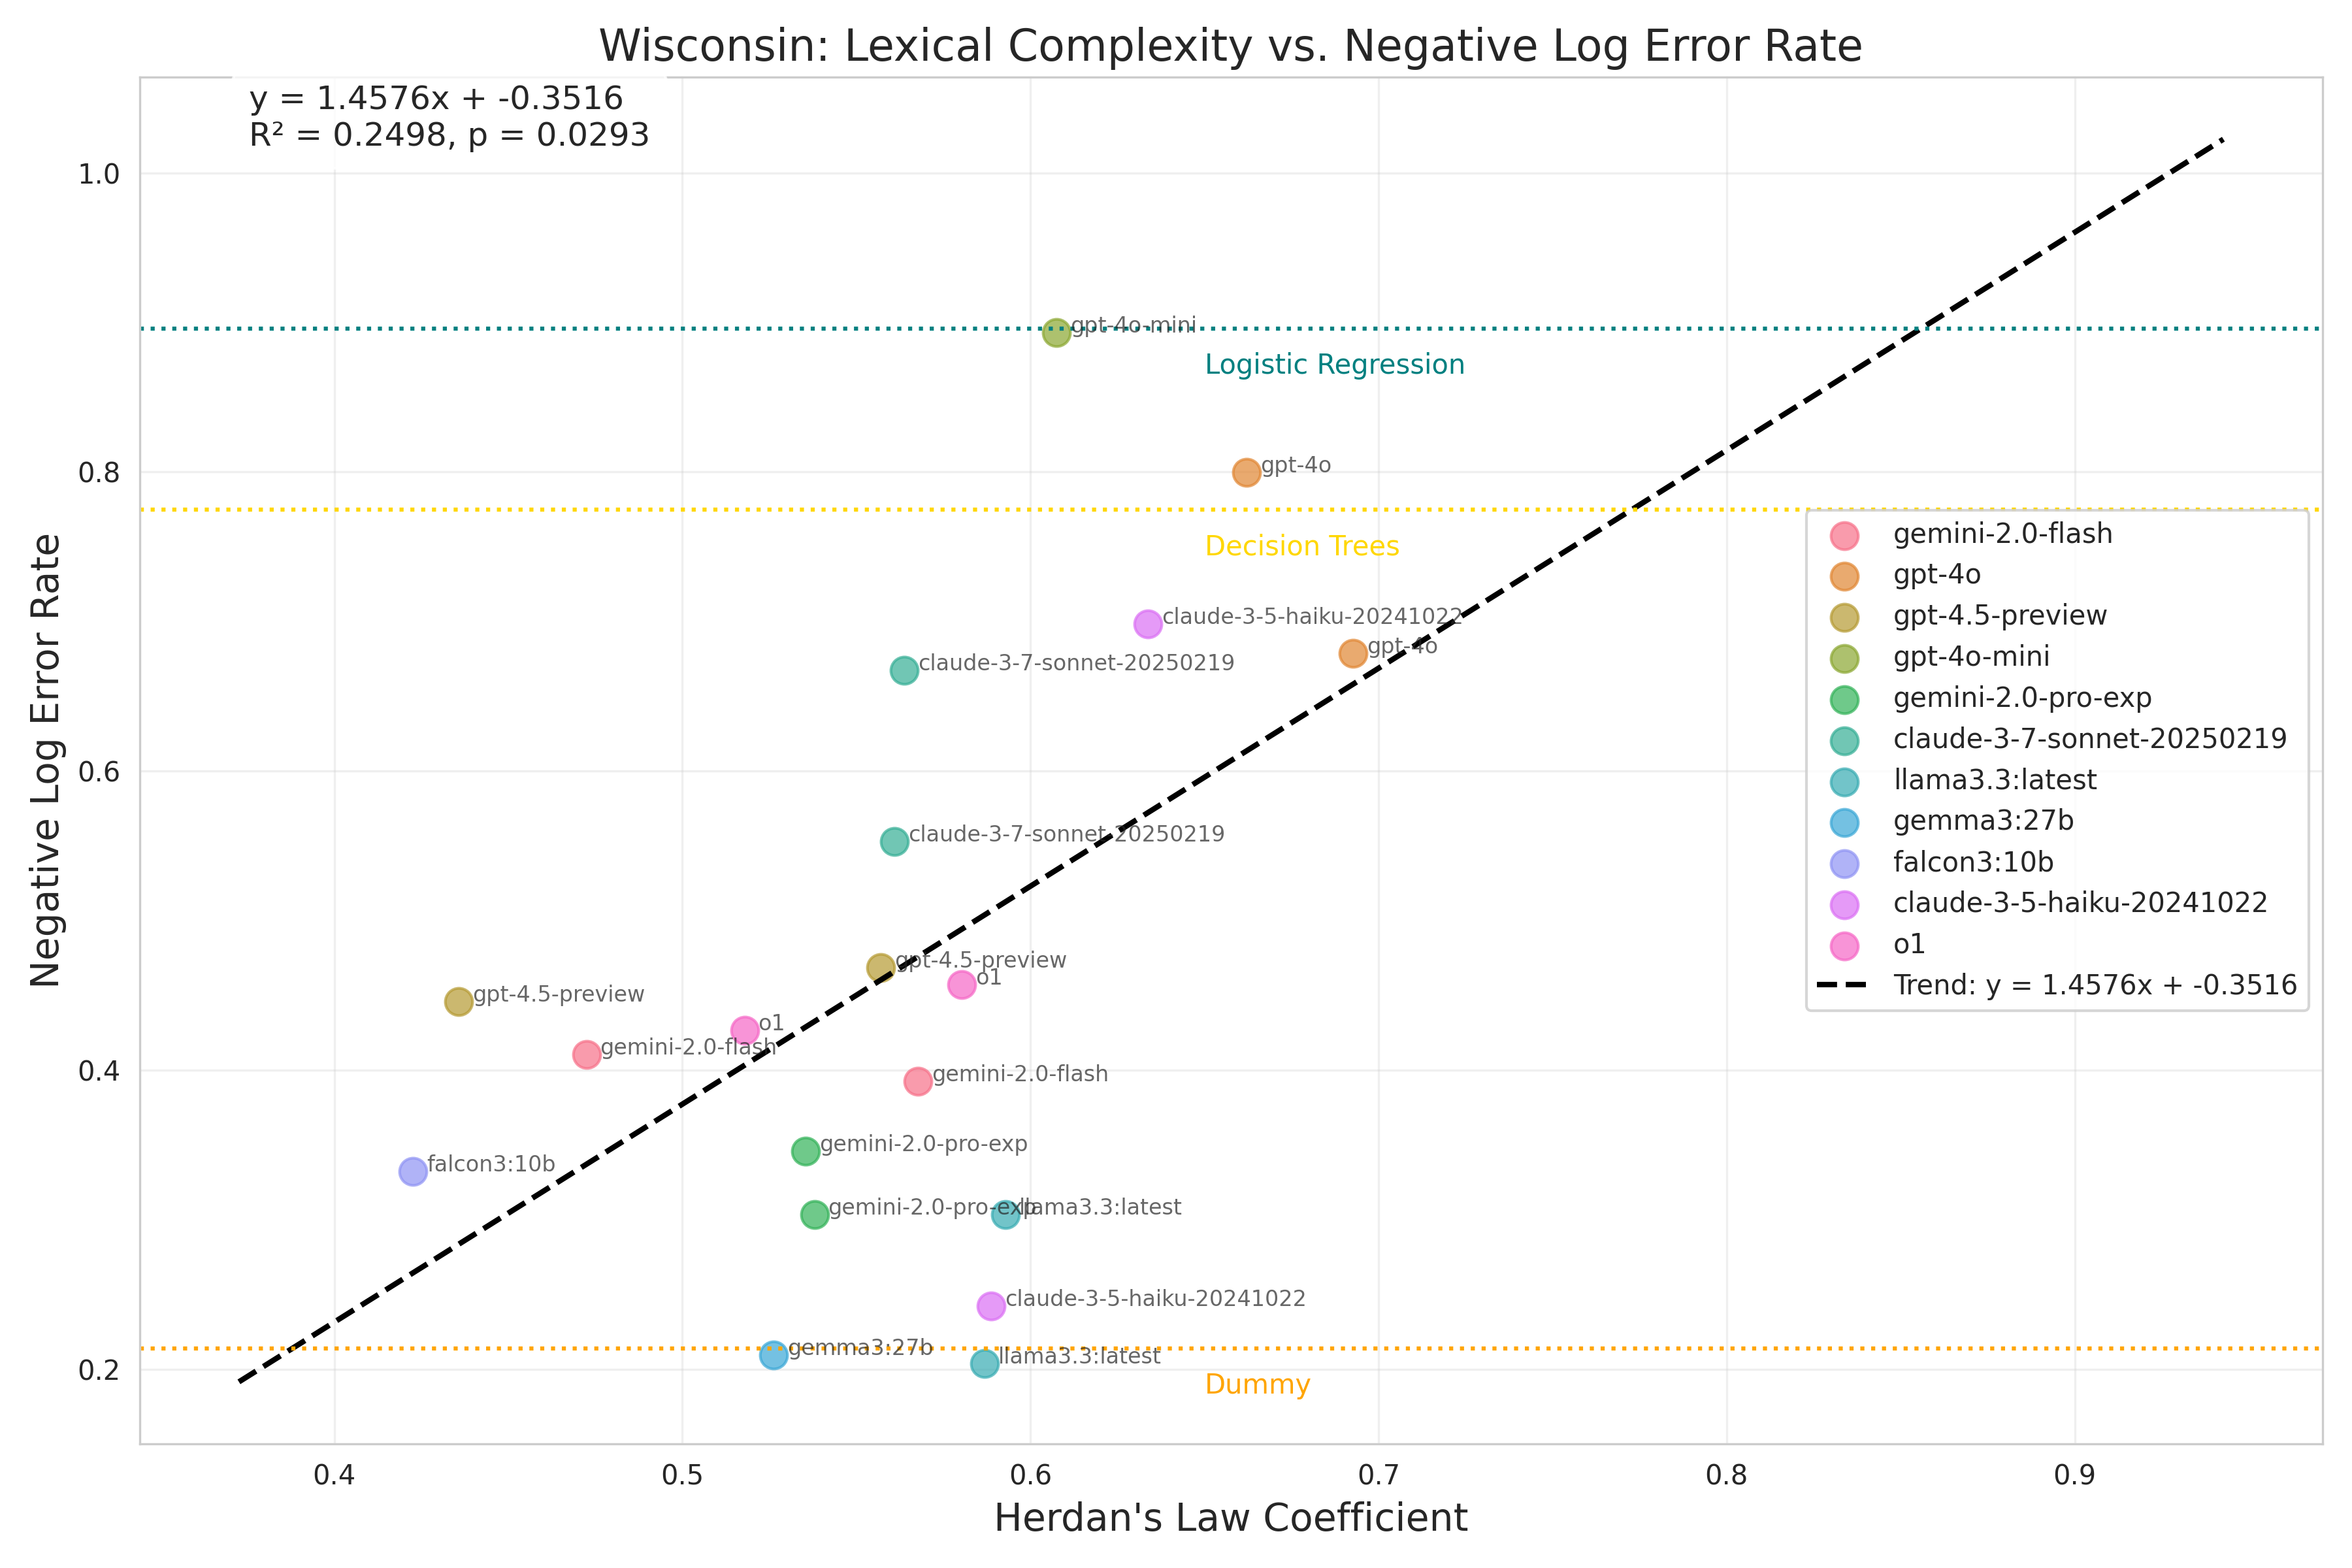 Wisconsin: Lexical Complexity vs. Negative Log Error Rate
y = 1.4576x + -0.3516
R² = 0.2498, p = 0.0293
Negative Log Error Rate
1.0
0.8
0.6
0.4
0.2
gpt-4o-mini
Logistic Regression
gpt-4o
Decision Trees
claude-3-5-haiku-20241022
gpt-4o
claude-3-7-sonnet-20250219
claude-3-7-sonnet-20250219
gpt-4.5-preview
o1
gpt-4.5-preview
o1
gemini-2.0-flash
gemini-2.0-flash
gemini-2.0-pro-exp
falcon3:10b
gemini-2.0-pro-exp
llama3.3:latest
claude-3-5-haiku-20241022
gemma3:27b
llama3.3:latest
Dummy
gemini-2.0-flash
gpt-4o
gpt-4.5-preview
gpt-4o-mini
gemini-2.0-pro-exp
claude-3-7-sonnet-20250219
llama3.3:latest
gemma3:27b
falcon3:10b
claude-3-5-haiku-20241022
o1
Trend: y = 1.4576x + -0.3516
0.4
0.5
0.6
0.7
0.8
0.9
Herdan's Law Coefficient